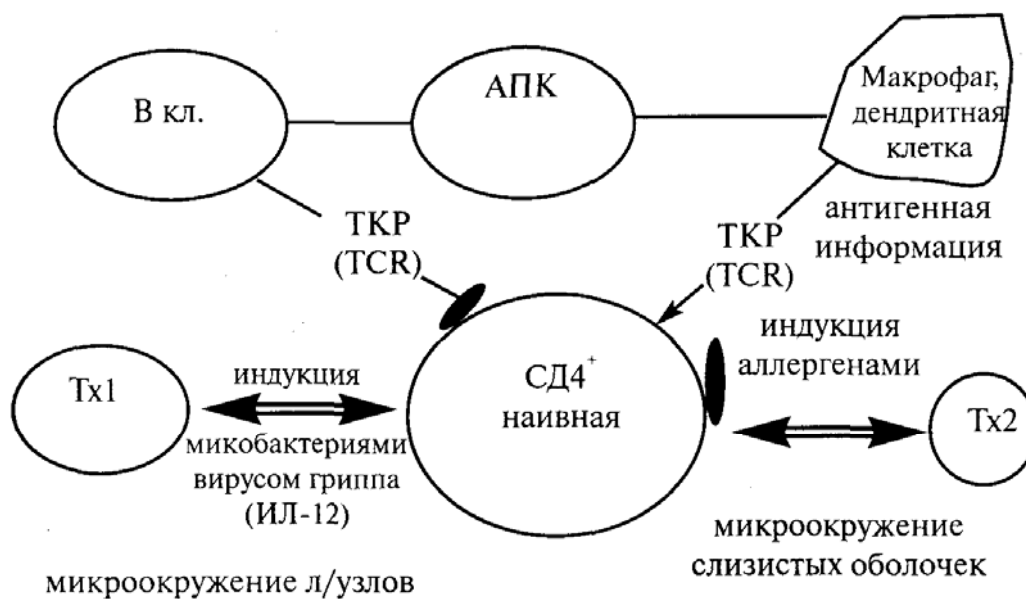 В кл.
АПК
Макрофаг,
дендритная
клетка
антигенная
информация
ТКР
(TCR)
ТКР
(TCR)
индукция
аллергенами
Тх1
индукция
микобактериями
вирусом гриппа
(ИЛ-12)
СД4+
наивная
Тх2
микроокружение
слизистых оболочек
микроокружение л/узлов